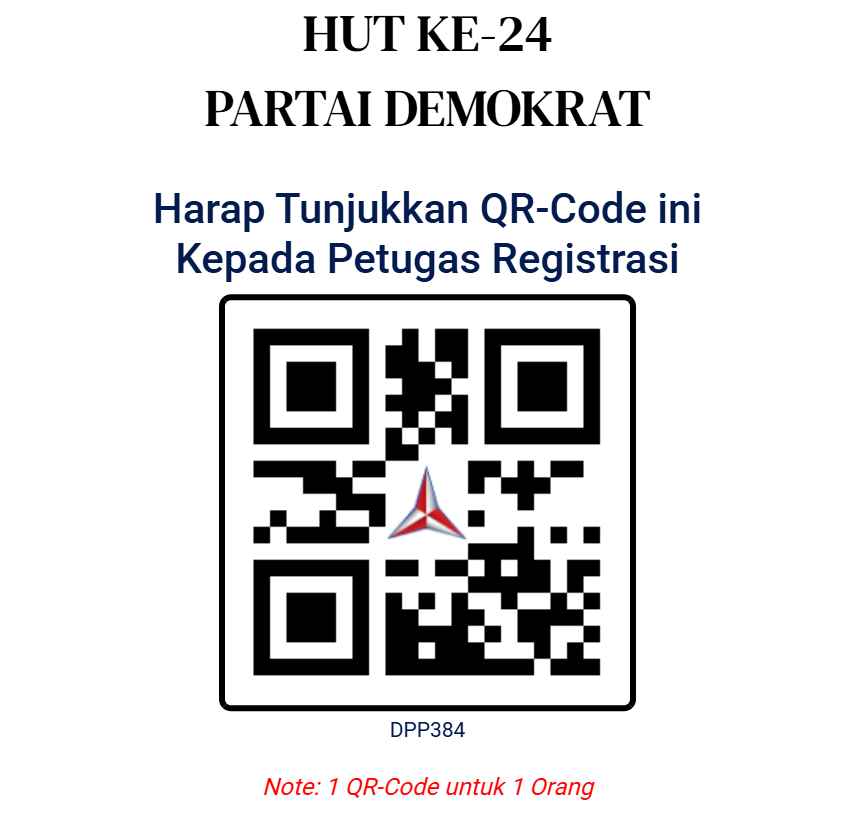 HUT KE-24
PARTAI DEMOKRAT
Harap Tunjukkan QR-Code ini
Kepada Petugas Registrasi
DPP384
Note: 1 QR-Code untuk 1 Orang